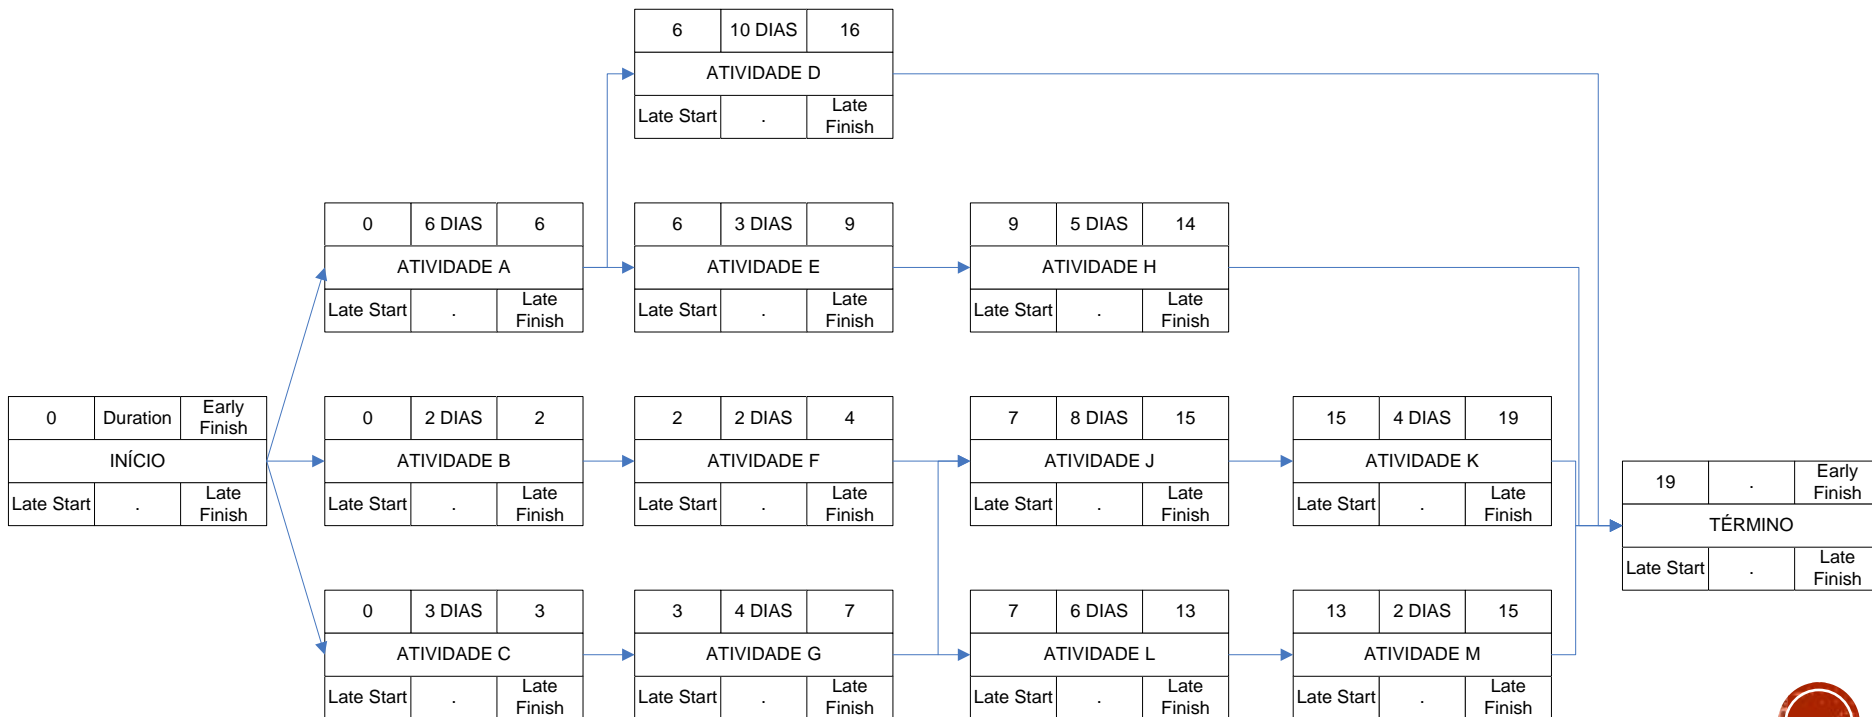 6 10 DIAS 16
ATIVIDADE D
Late Start . Late
Finish
0 6 DIAS 6
ATIVIDADE A
Late Start . Late
Finish
6 3 DIAS 9
ATIVIDADE E
Late Start . Late
Finish
9 5 DIAS 14
ATIVIDADE H
Late Start . Late
Finish
0 Duration Early
Finish
INÍCIO
Late Start . Late
Finish
0 2 DIAS 2
ATIVIDADE B
Late Start . Late
Finish
2 2 DIAS 4
ATIVIDADE F
Late Start . Late
Finish
7 8 DIAS 15
ATIVIDADE J
Late Start . Late
Finish
15 4 DIAS 19
ATIVIDADE K
Late Start . Late
Finish
19 . Early
Finish
TÉRMINO
Late Start . Late
Finish
0 3 DIAS 3
ATIVIDADE C
Late Start . Late
Finish
3 4 DIAS 7
ATIVIDADE G
Late Start . Late
Finish
7 6 DIAS 13
ATIVIDADE L
Late Start . Late
Finish
13 2 DIAS 15
ATIVIDADE M
Late Start . Late
Finish